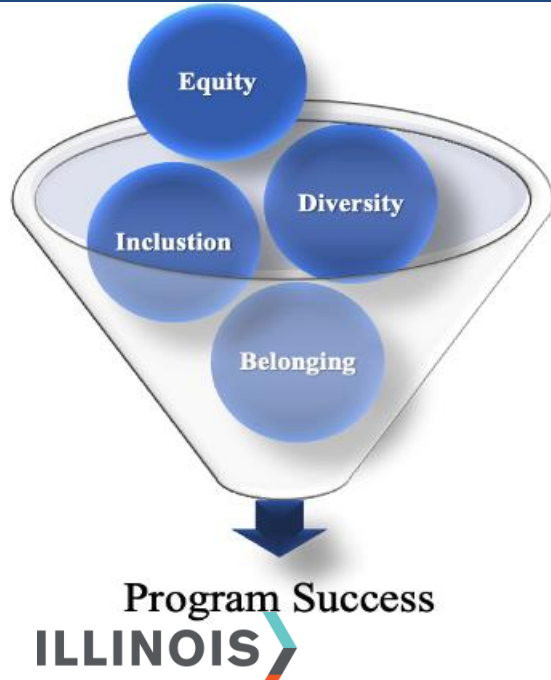 Equity
Diversity
Inclustion
Belonging
Program Success
ILLINOIS